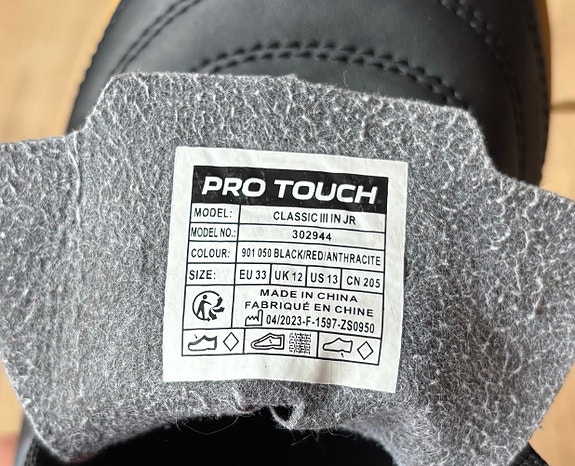 PRO TOUCH
MODEL: CLASSIC III IN JR
MODEL NO.: 302944
COLOUR: 901 050 BLACK/RED/ANTHRACITE
SIZE: EU 33 UK 12 US 13 CN 205
MADE IN CHINA
FABRIQUÉ EN CHINE
04/2023-F-1597-ZS0950